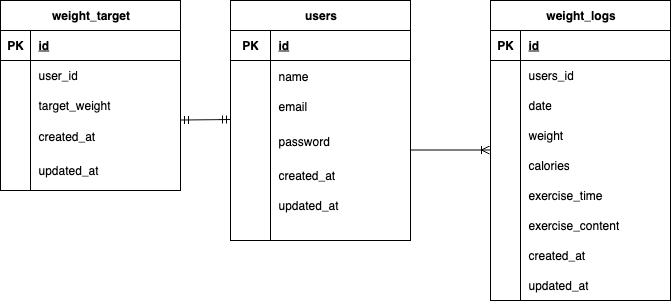 weight_target
PK id
user_id
target_weight
created_at
updated_at
users
PK id
name
email
password
created_at
updated_at
weight_logs
PK id
users_id
date
weight
calories
exercise_time
exercise_content
created_at
updated_at